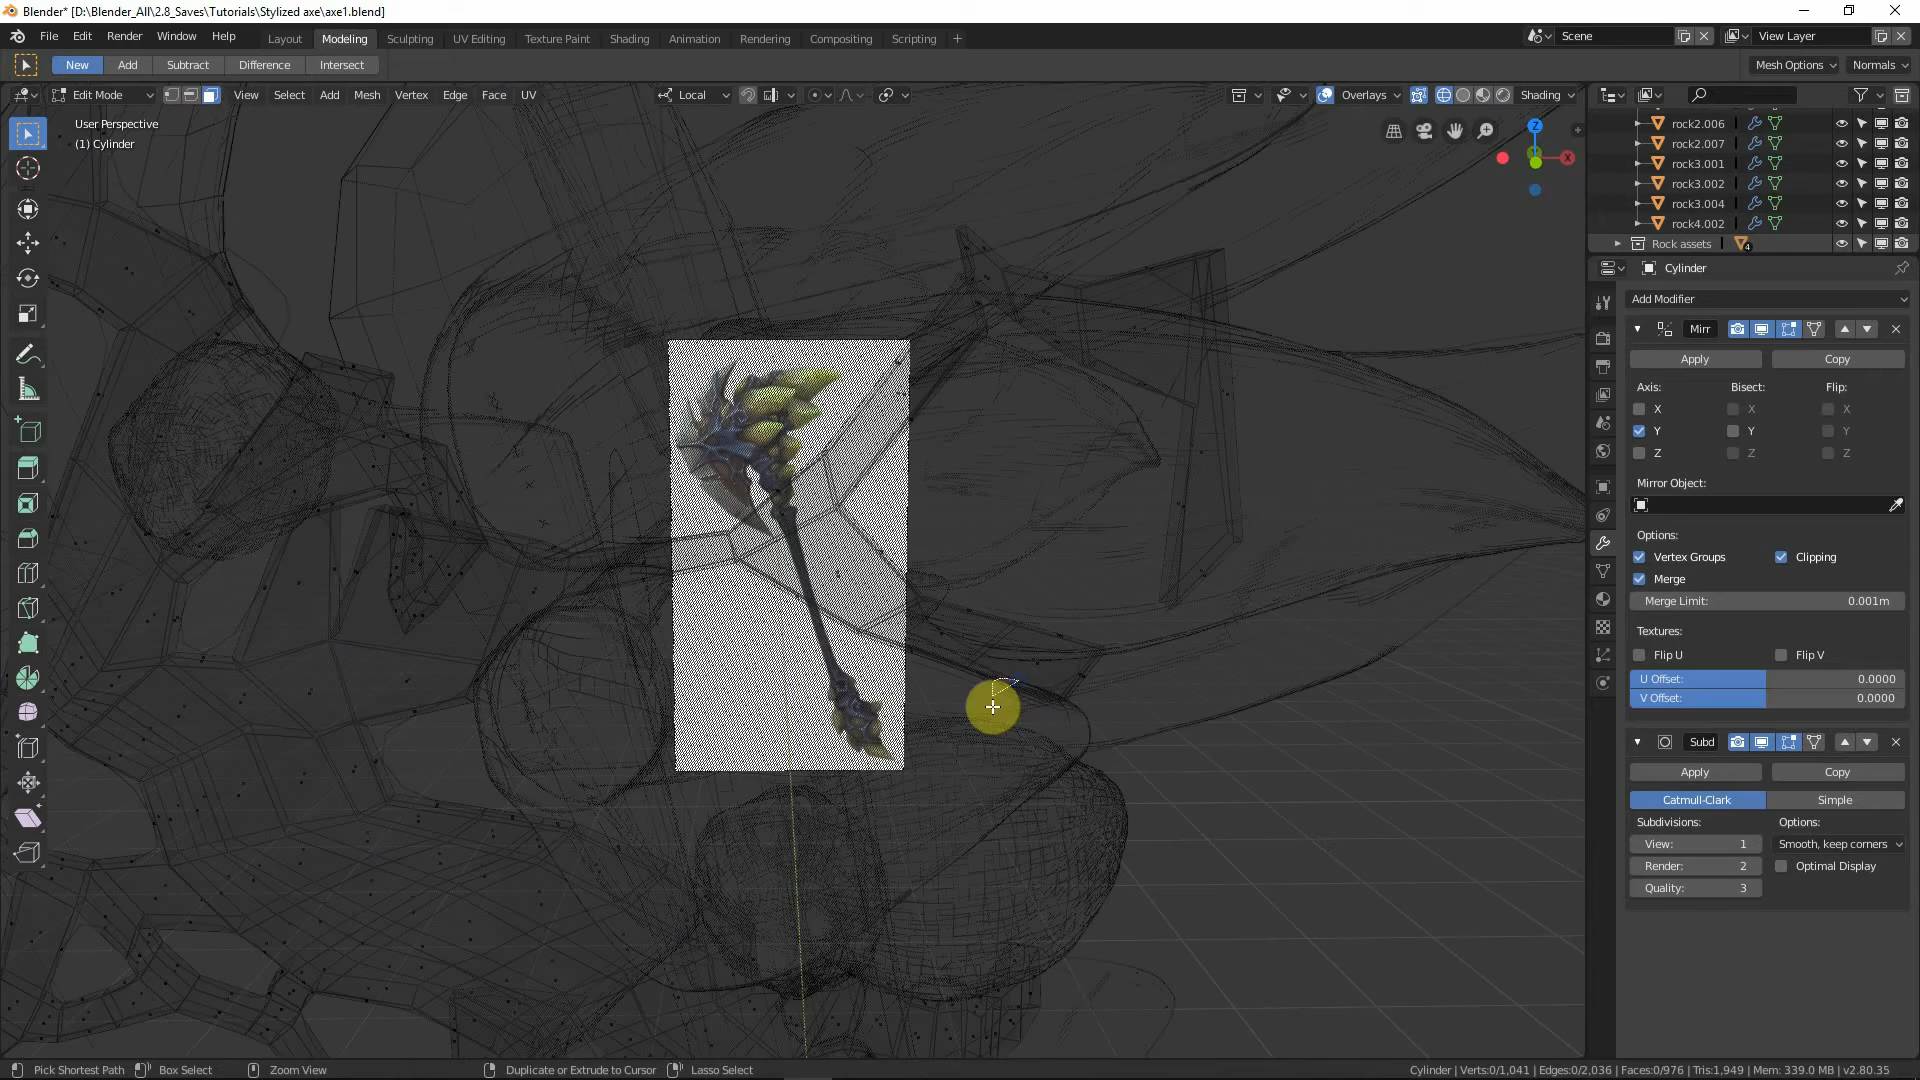 Blender* [D:\Blender_All\2.8_Saves\Tutorials\Stylized axe\axe1.blend]
File Edit Render Window Help Layout Modeling Sculpting UV Editing Texture Paint Shading Animation Rendering Compositing Scripting + Scene View Layer
New Add Subtract Difference Intersect Mesh Options Normals
Edit Mode View Select Add Mesh Vertex Edge Face UV Local Overlays Shading
User Perspective
(1) Cylinder
Z
X
rock2.006
rock2.007
rock3.001
rock3.002
rock3.004
rock4.002
Rock assets 4
Cylinder
Add Modifier
Mirr
Apply Copy
Axis: Bisect: Flip:
X X X
Y Y Y
Z Z Z
Mirror Object:
Options:
Vertex Groups Clipping
Merge
Merge Limit: 0.001m
Textures:
Flip U Flip V
U Offset: 0.0000
V Offset: 0.0000
Subd
Apply Copy
Catmull-Clark Simple
Subdivisions: Options:
View: 1 Smooth, keep corners
Render: 2 Optimal Display
Quality: 3
Pick Shortest Path Box Select Zoom View Duplicate or Extrude to Cursor Lasso Select Cylinder | Verts:0/1,041 | Edges:0/2,036 | Faces:0/976 | Tris:1,949 | Mem: 339.0 MB | v2.80.35